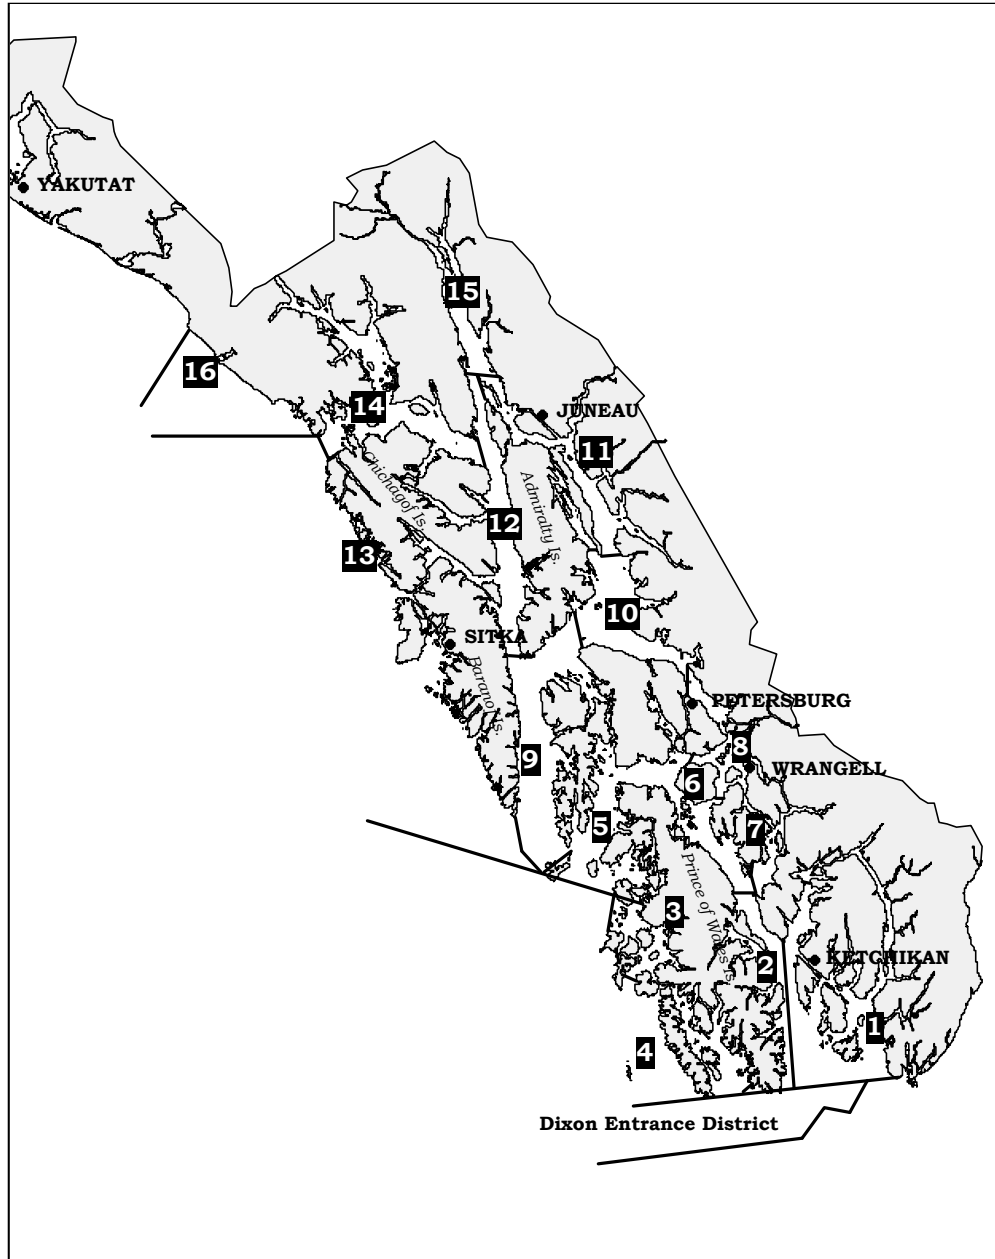 YAKUTAT
15
16
14
JUNEAU
11
Chichagof Is.
Admiralty Is.
12
13
10
SITKA
Baranof Is.
PETERSBURG
8
9
WRANGELL
6
5
7
Prince of Wales Is.
3
KETCHIKAN
2
1
4
Dixon Entrance District